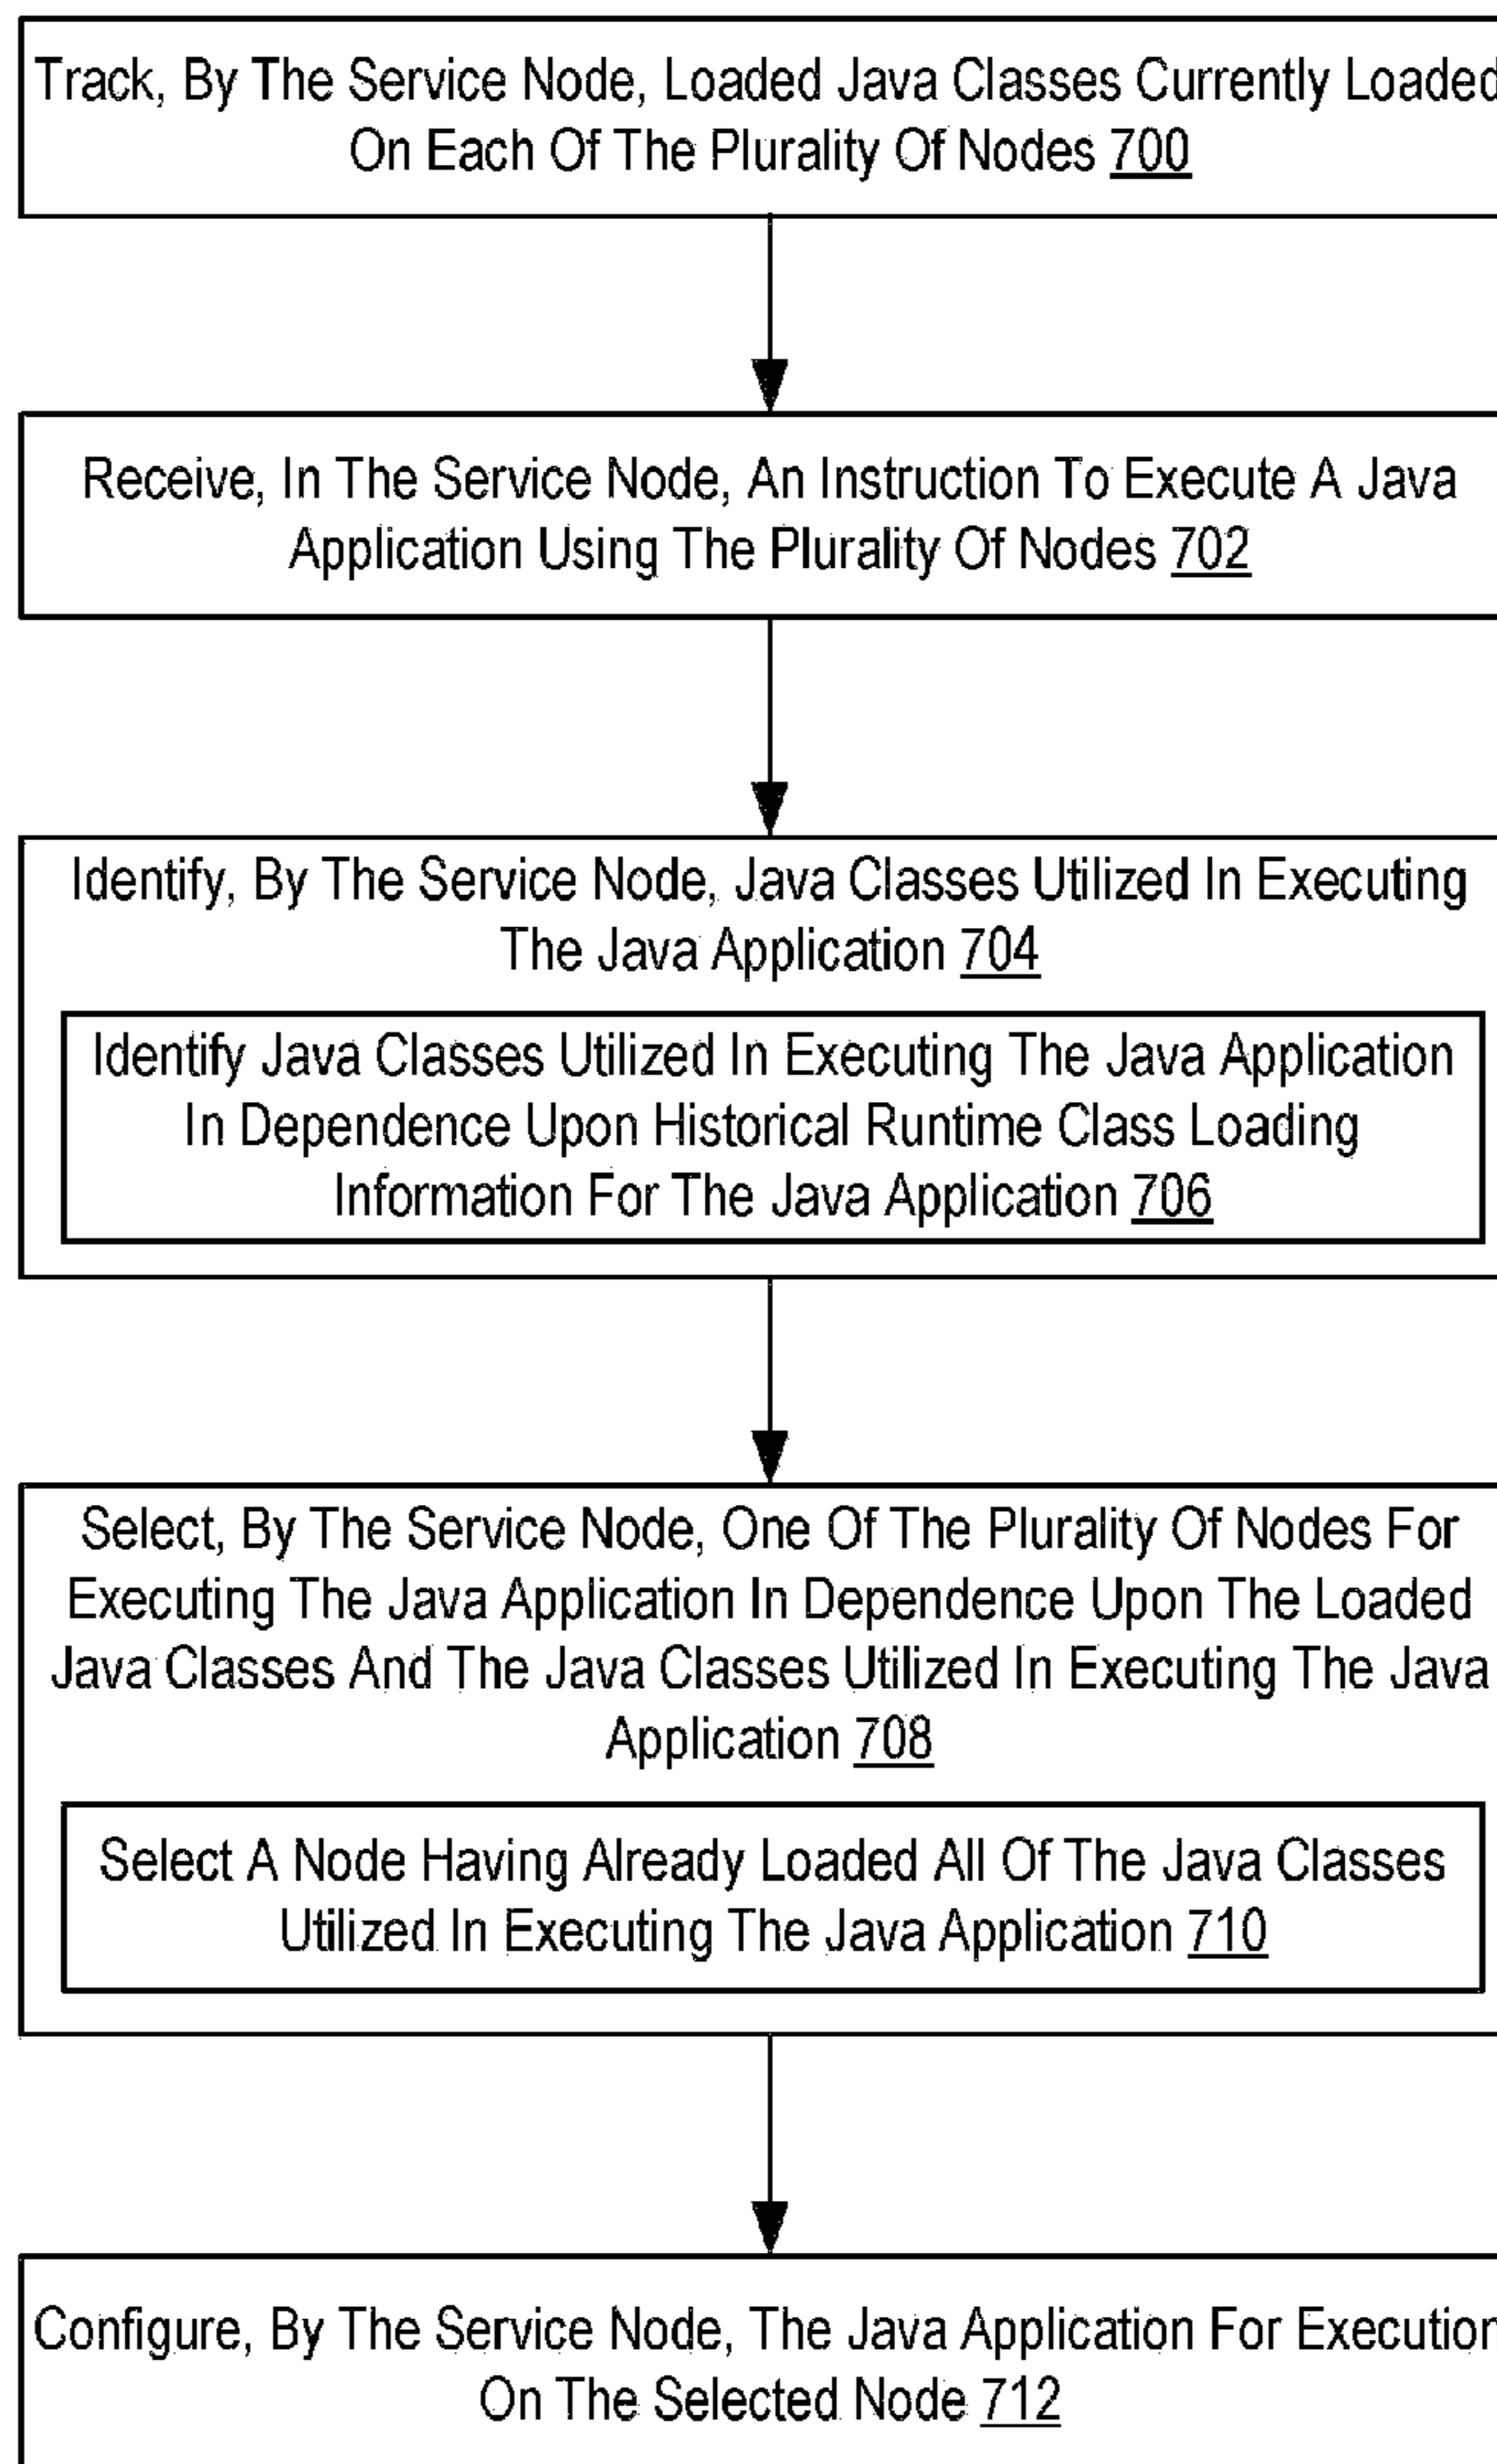 Track, By The Service Node, Loaded Java Classes Currently Loaded
On Each Of The Plurality Of Nodes 700
Receive, In The Service Node, An Instruction To Execute A Java
Application Using The Plurality Of Nodes 702
Identify, By The Service Node, Java Classes Utilized In Executing
The Java Application 704
Identify Java Classes Utilized In Executing The Java Application
In Dependence Upon Historical Runtime Class Loading
Information For The Java Application 706
Select, By The Service Node, One Of The Plurality Of Nodes For
Executing The Java Application In Dependence Upon The Loaded
Java Classes And The Java Classes Utilized In Executing The Java
Application 708
Select A Node Having Already Loaded All Of The Java Classes
Utilized In Executing The Java Application 710
Configure, By The Service Node, The Java Application For Execution
On The Selected Node 712